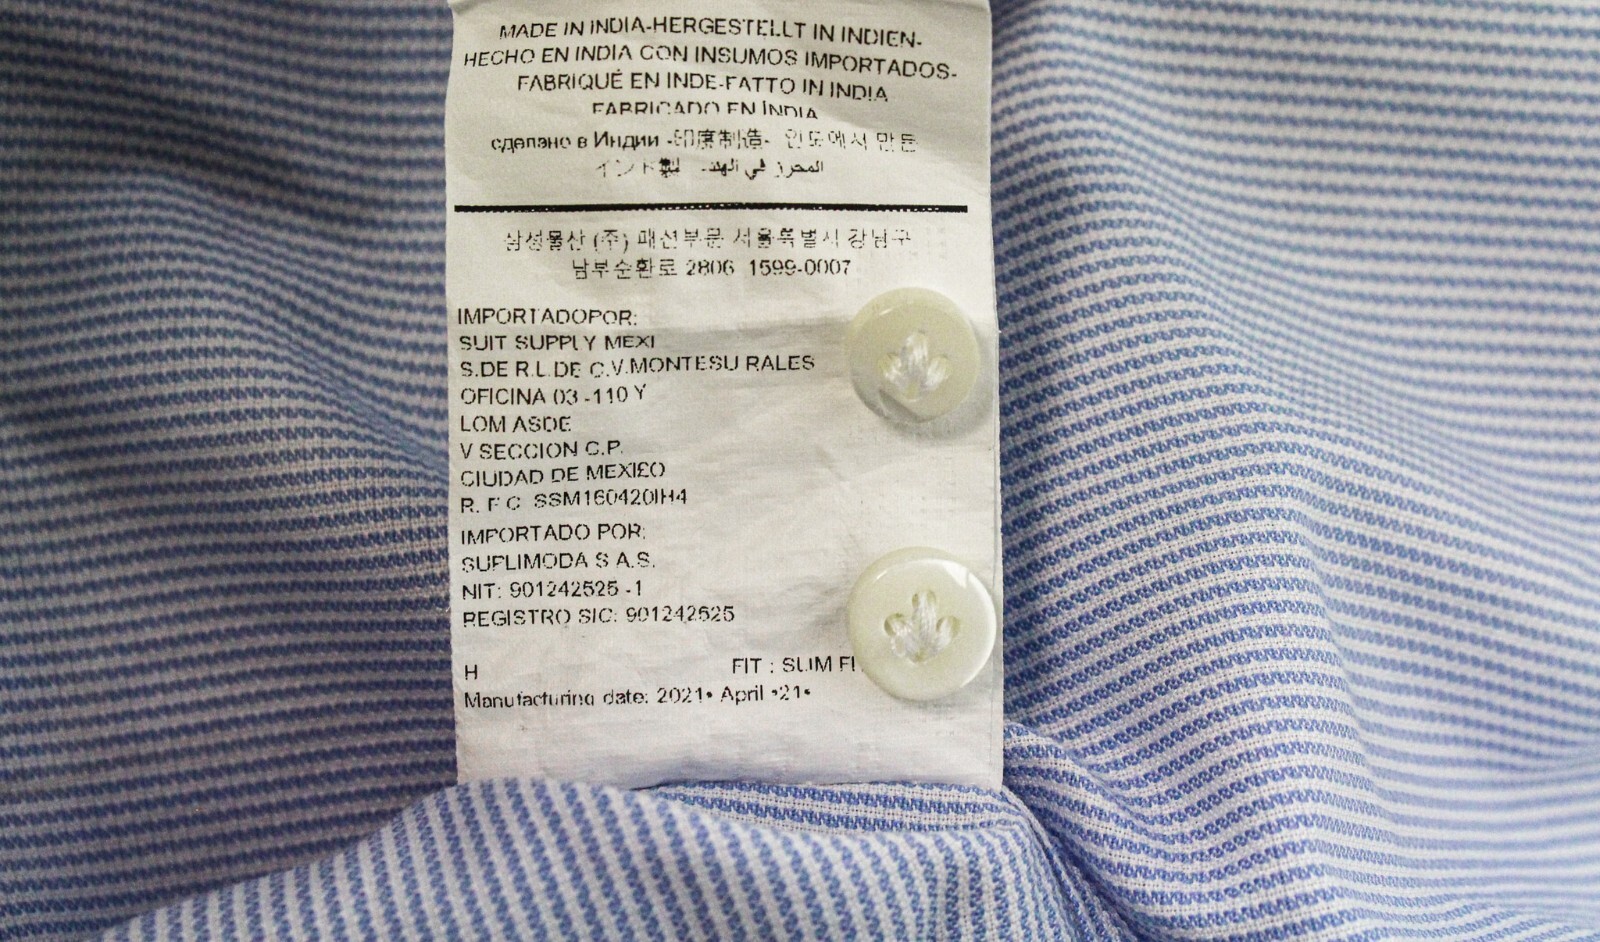 MADE IN INDIA-HERGESTELLT IN INDIEN-
HECHO EN INDIA CON INSUMOS IMPORTADOS-
FABRIQUÉ EN INDE-FATTO IN INDIA
FABRICADO EN ÍNDIA
сделано в Индии -印度制造- 인도에서 만든
インド製 - المحرز في الهند
삼성물산 (주) 패션부문 서울특별시 강남구
남부순환로 2806 1599-0007
IMPORTADOPOR:
SUIT SUPPLY MEXI
S.DE R.L.DE C.V.MONTESU RALES
OFICINA 03 -110 Y
LOM ASDE
V SECCION C.P.
CIUDAD DE MEXICO
R. F C SSM160420IH4
IMPORTADO POR:
SUPLIMODA S A.S.
NIT: 901242525 -1
REGISTRO SIC: 901242525
H FIT : SLIM
Manufacturing date: 2021• April •21•